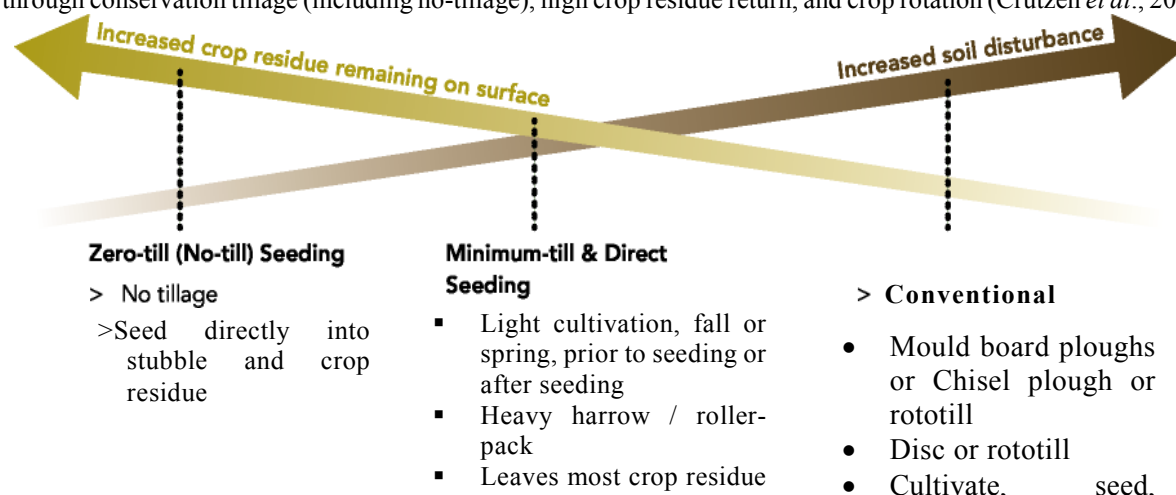 through conservation tillage (including no-tillage), high crop residue return, and crop rotation (Crutzen et al., 20
Increased crop residue remaining on surface
Increased soil disturbance
Zero-till (No-till) Seeding
> No tillage
>Seed directly into
stubble and crop
residue
Minimum-till & Direct
Seeding
▪ Light cultivation, fall or
spring, prior to seeding or
after seeding
▪ Heavy harrow / roller-
pack
▪ Leaves most crop residue
> Conventional
• Mould board ploughs
or Chisel plough or
rototill
• Disc or rototill
• Cultivate, seed,